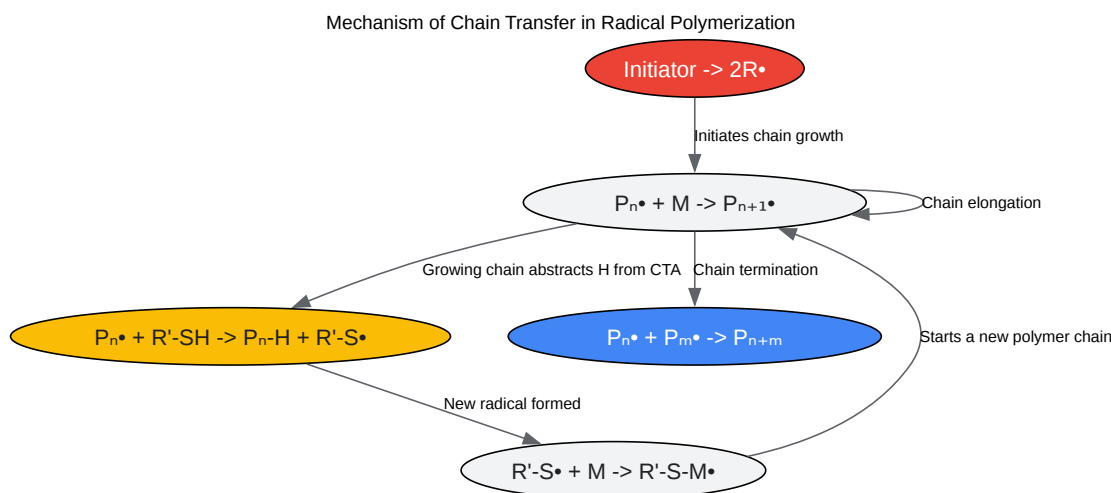 Mechanism of Chain Transfer in Radical Polymerization
Initiator -> 2R•
Initiates chain growth
Pₙ• + M -> Pₙ₊₁•
Chain elongation
Growing chain abstracts H from CTA
Chain termination
Pₙ• + R'-SH -> Pₙ-H + R'-S•
Pₙ• + Pₘ• -> Pₙ₊ₘ
Starts a new polymer chain
New radical formed
R'-S• + M -> R'-S-M•